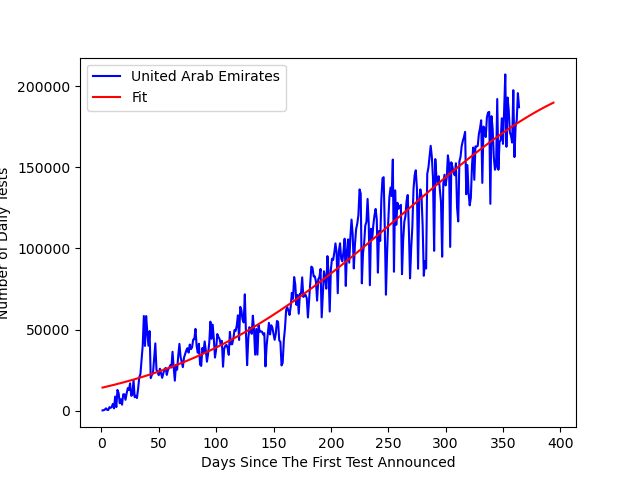 United Arab Emirates
Fit
Number of Daily Tests
200000
150000
100000
50000
0
0 50 100 150 200 250 300 350 400
Days Since The First Test Announced